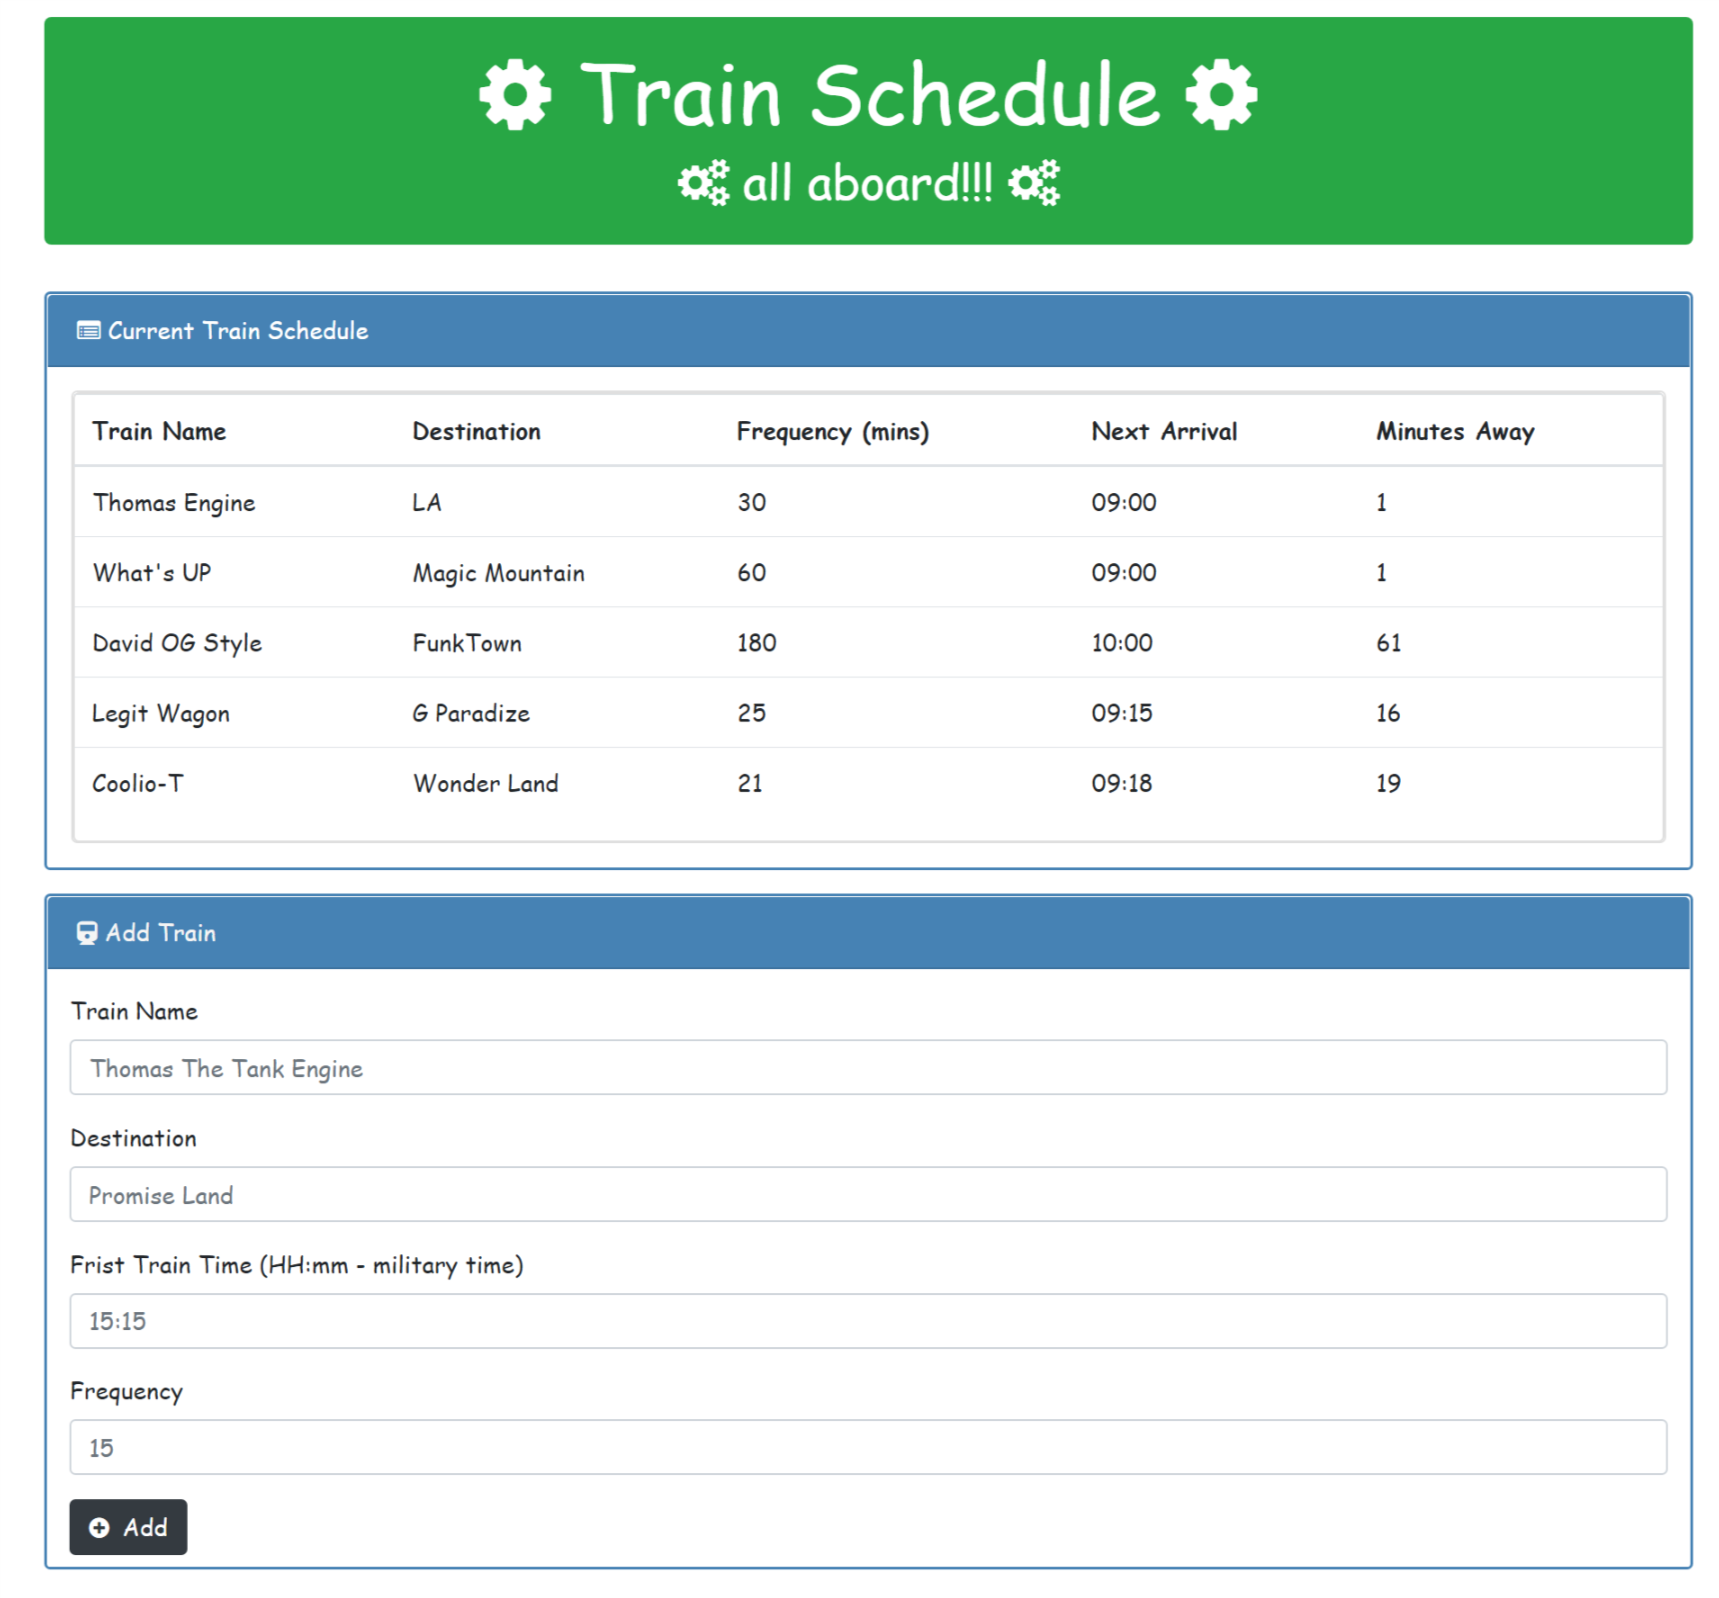 Train Schedule
all aboard!!!
Current Train Schedule
Train Name Destination Frequency (mins) Next Arrival Minutes Away
Thomas Engine LA 30 09:00 1
What's UP Magic Mountain 60 09:00 1
David OG Style FunkTown 180 10:00 61
Legit Wagon G Paradize 25 09:15 16
Coolio-T Wonder Land 21 09:18 19
Add Train
Train Name
Thomas The Tank Engine
Destination
Promise Land
Frist Train Time (HH:mm - military time)
15:15
Frequency
15
Add